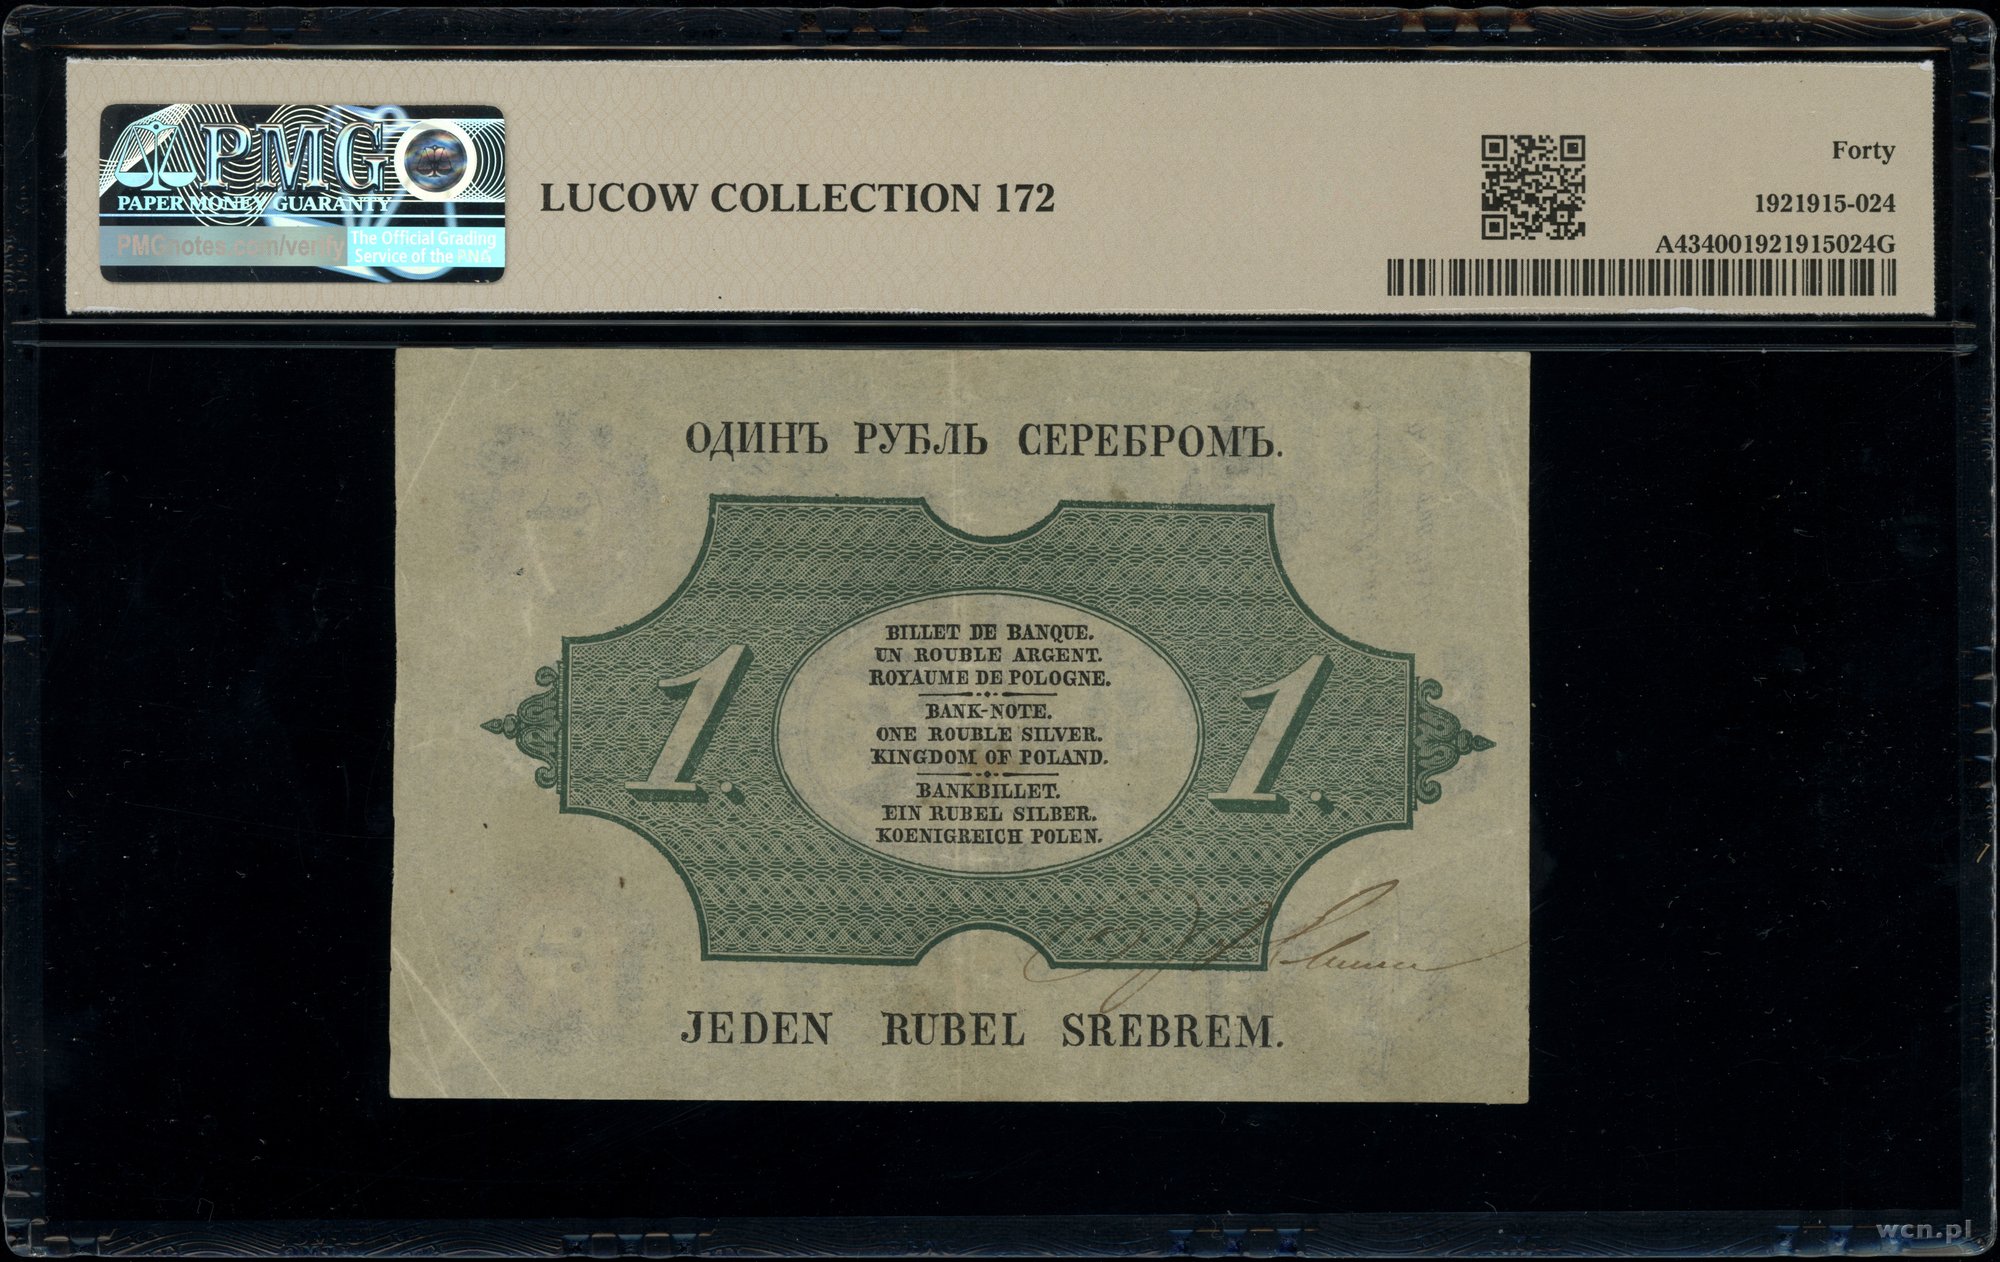 PMG
PAPER MONEY GUARANTY
PMGnotes.com/verify
The Official Grading
Service of the PNG
LUCOW COLLECTION 172
Forty
1921915-024
A434001921915024G
ОДИНЪ РУБЛЬ СЕРЕБРОМЪ.
BILLET DE BANQUE.
UN ROUBLE ARGENT.
ROYAUME DE POLOGNE.
BANK-NOTE.
ONE ROUBLE SILVER.
KINGDOM OF POLAND.
BANKBILLET.
EIN RUBEL SILBER.
KOENIGREICH POLEN.
1. 1.
JEDEN RUBEL SREBREM.
wcn.pl